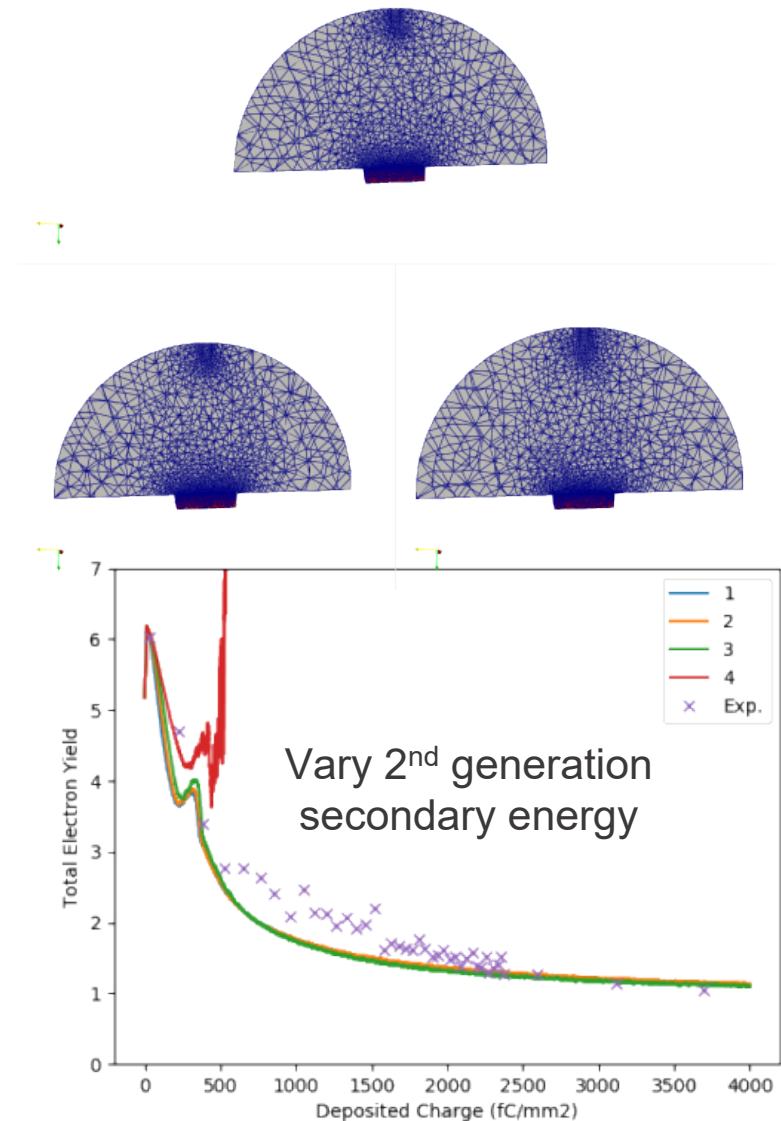 7
6
5
4
3
2
1
0
Total Electron Yield
1
2
3
4
Exp.
Vary 2nd generation
secondary energy
0 500 1000 1500 2000 2500 3000 3500 4000
Deposited Charge (fC/mm2)